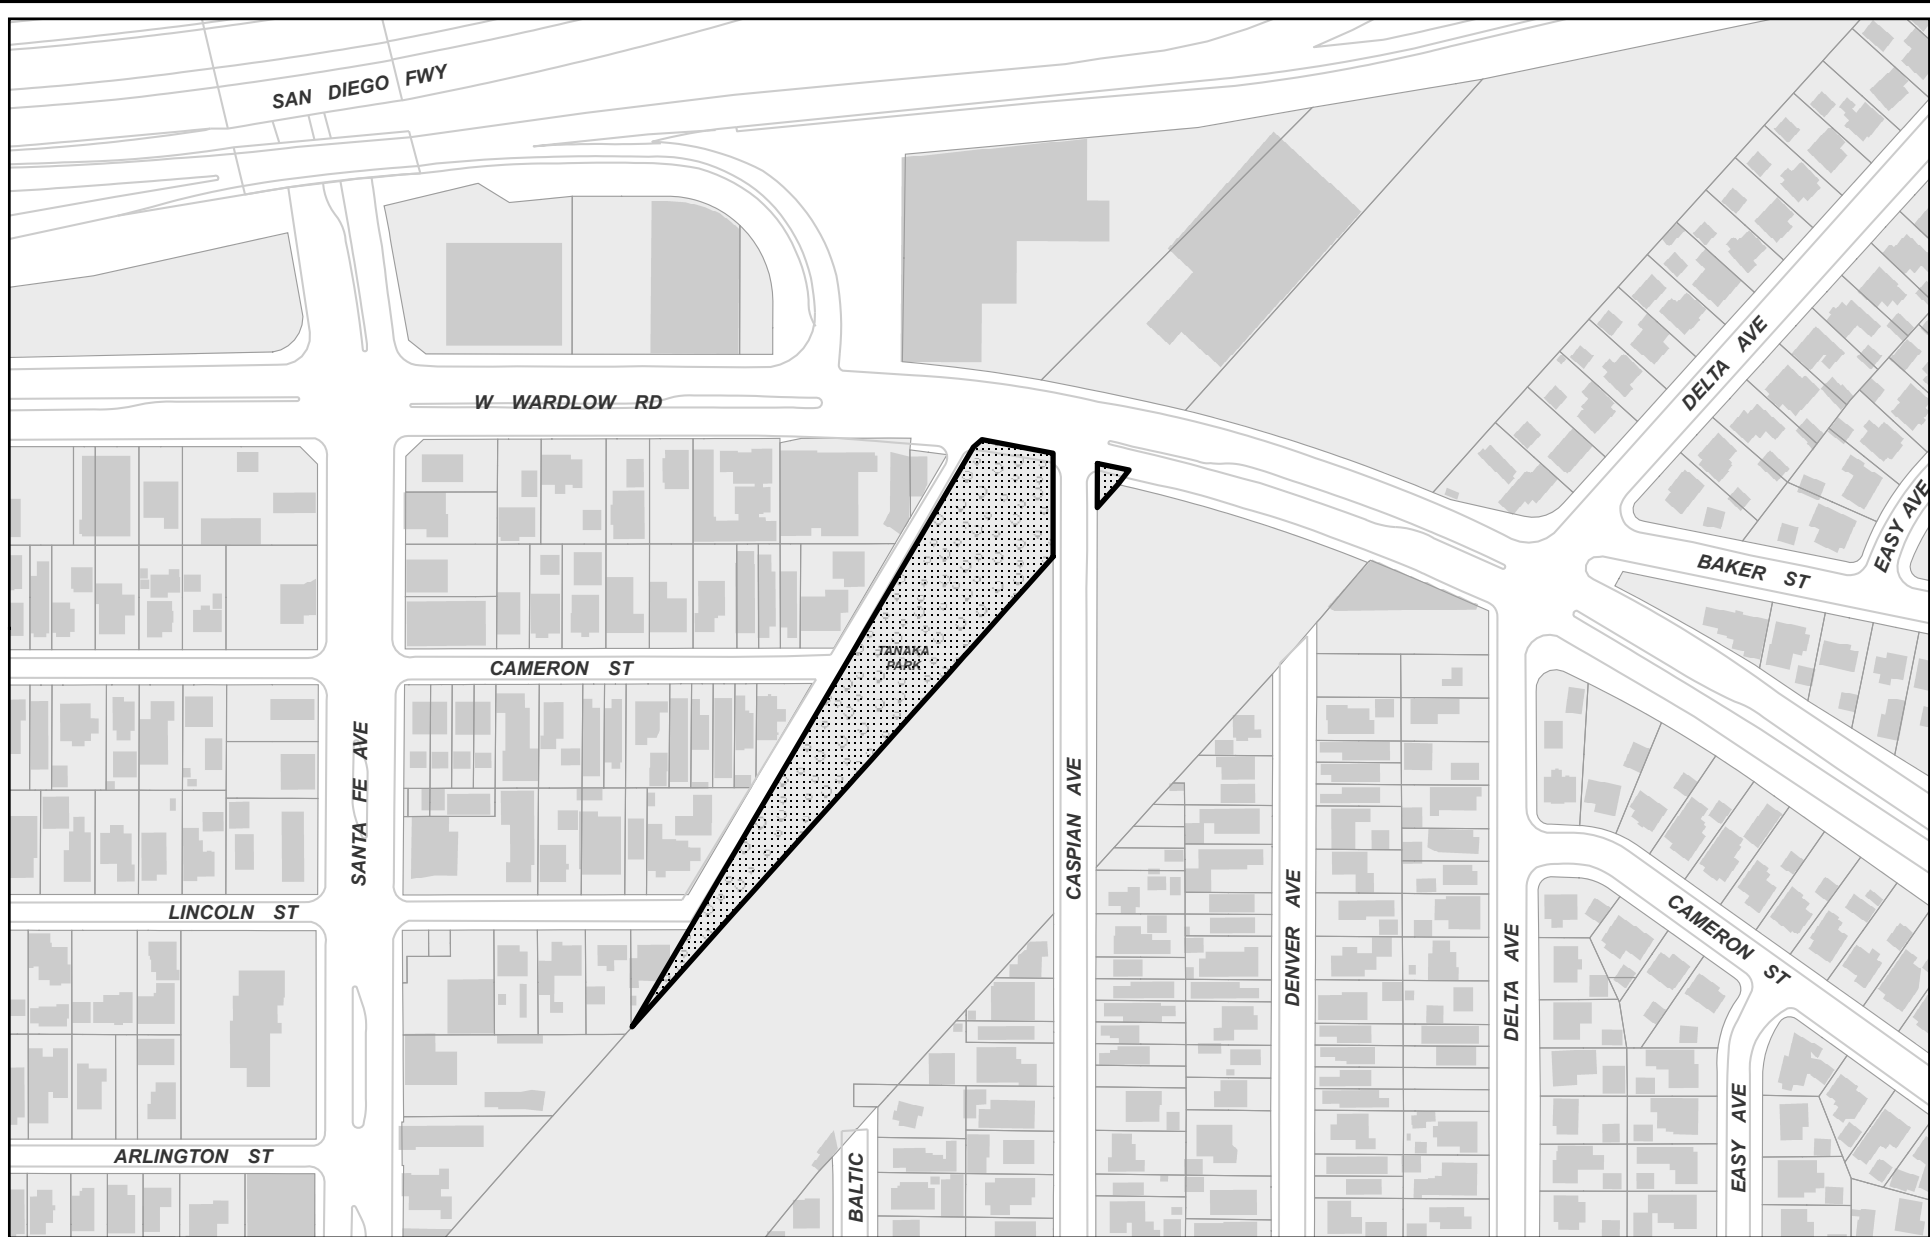 SAN DIEGO FWY
DELTA AVE
W WARDLOW RD
EASY AVE
BAKER ST
TANAKA
PARK
CAMERON ST
SANTA FE AVE
CASPIAN AVE
LINCOLN ST
DENVER AVE
CAMERON ST
DELTA AVE
EASY AVE
ARLINGTON ST
BALTIC